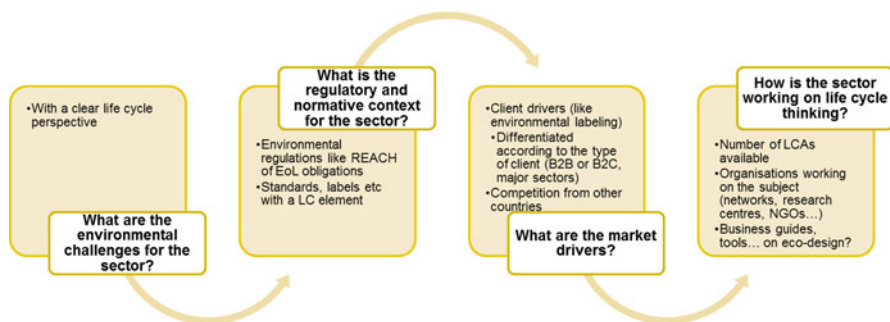 •With a clear life cycle
perspective
What are the
environmental
challenges for the
sector?
What is the
regulatory and
normative context
for the sector?
•Environmental
regulations like REACH
of EoL obligations
•Standards, labels etc
with a LC element
•Client drivers (like
environmental labeling)
•Differentiated
according to the type
of client (B2B or B2C,
major sectors)
•Competition from other
countries
What are the market
drivers?
How is the sector
working on life cycle
thinking?
•Number of LCAs
available
•Organisations working
on the subject
(networks, research
centres, NGOs…)
•Business guides,
tools… on eco-design?